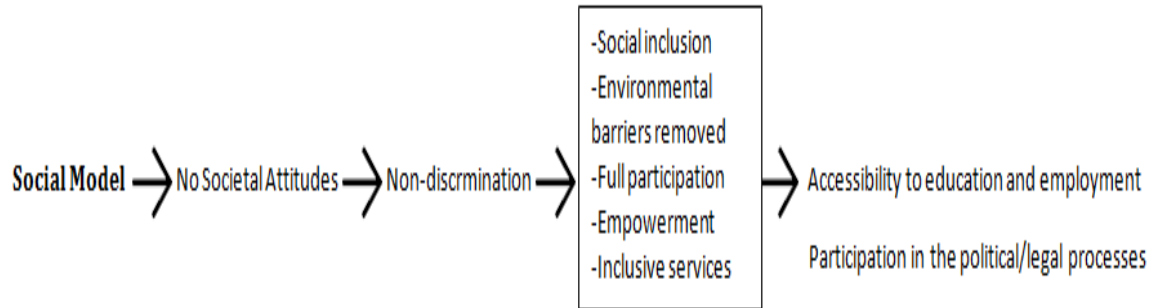 Social Model
No Societal Attitudes
Non-discrmination
-Social inclusion
-Environmental
barriers removed
-Full participation
-Empowerment
-Inclusive services
Accessibility to education and employment
Participation in the political/legal processes